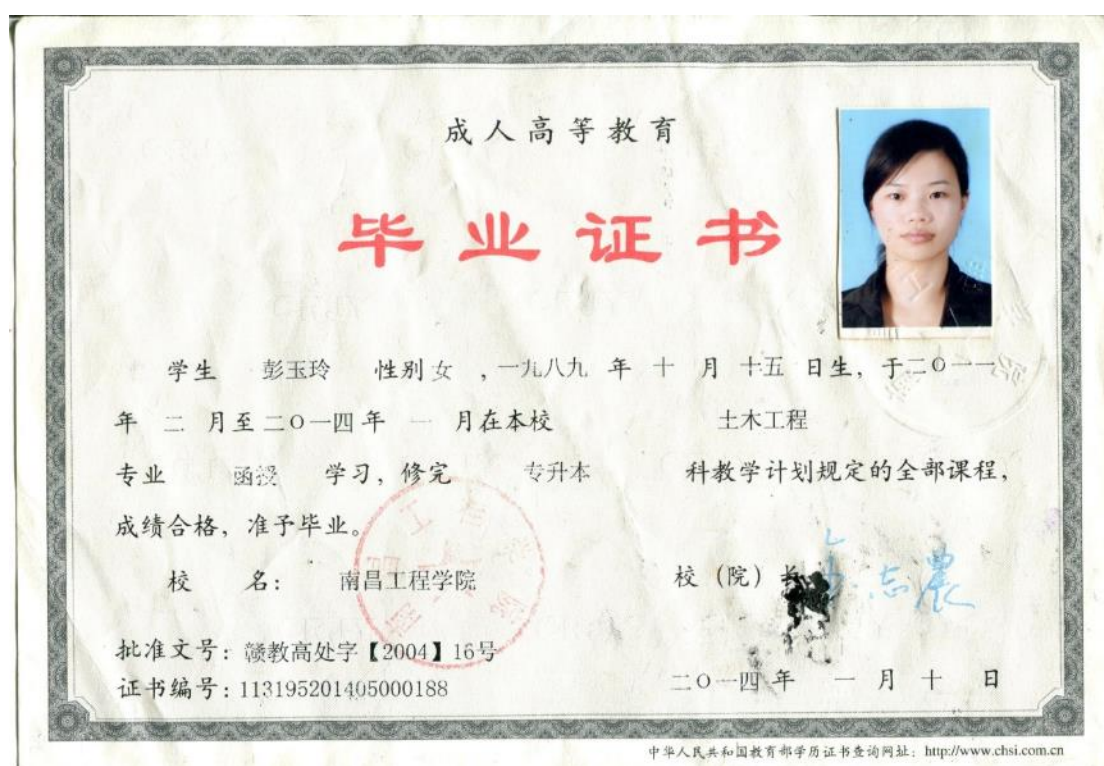 成人高等教育
毕业证书
学生 彭玉玲 性别 女 ,一九八九 年 十 月 十五 日生, 于二〇一一
年 二 月至 二〇一四 年 一 月在本校 土木工程
专业 函授 学习, 修完 专升本 科教学计划规定的全部课程,
成绩合格, 准予毕业。
校 名: 南昌工程学院 校(院)长 志農
批准文号: 赣教高处字【2004】16号
证书编号: 113195201405000188
二〇一四 年 一 月 十 日
中华人民共和国教育部学历证书查询网址: http://www.chsi.com.cn